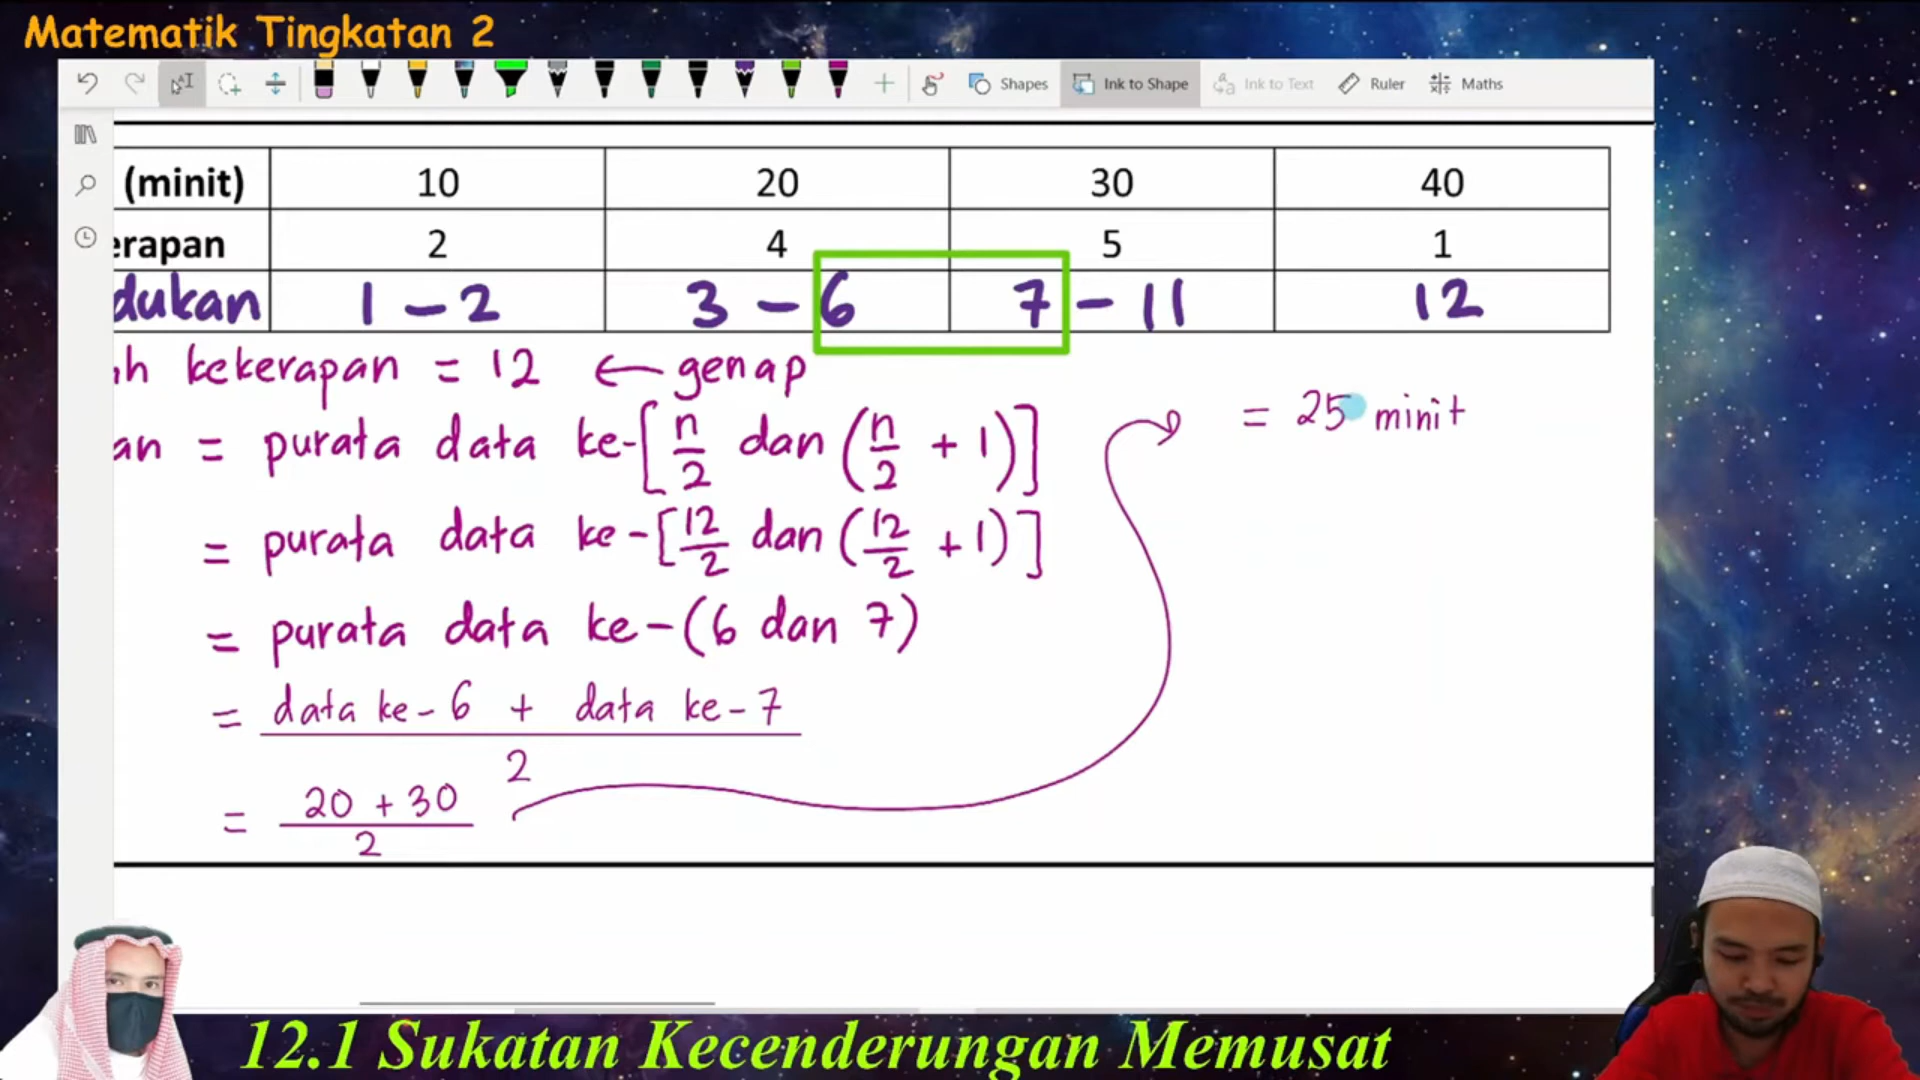 Matematik Tingkatan 2
Shapes Ink to Shape Ink to Text Ruler Maths
(minit) 10 20 30 40
erapan 2 4 5 1
dukan 1 - 2 3 - 6 7 - 11 12
ah kekerapan = 12 ← genap
an = purata data ke-[n/2 dan (n/2 + 1)]
= purata data ke-[12/2 dan (12/2 + 1)]
= purata data ke-(6 dan 7)
= data ke-6 + data ke-7
2
= 20 + 30
2
= 25 minit
12.1 Sukatan Kecenderungan Memusat